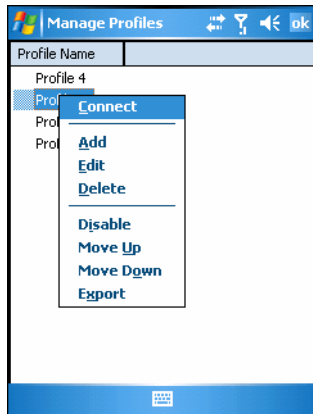 Manage Profiles ok
Profile Name
Profile 4
Connect
Add
Edit
Delete
Disable
Move Up
Move Down
Export